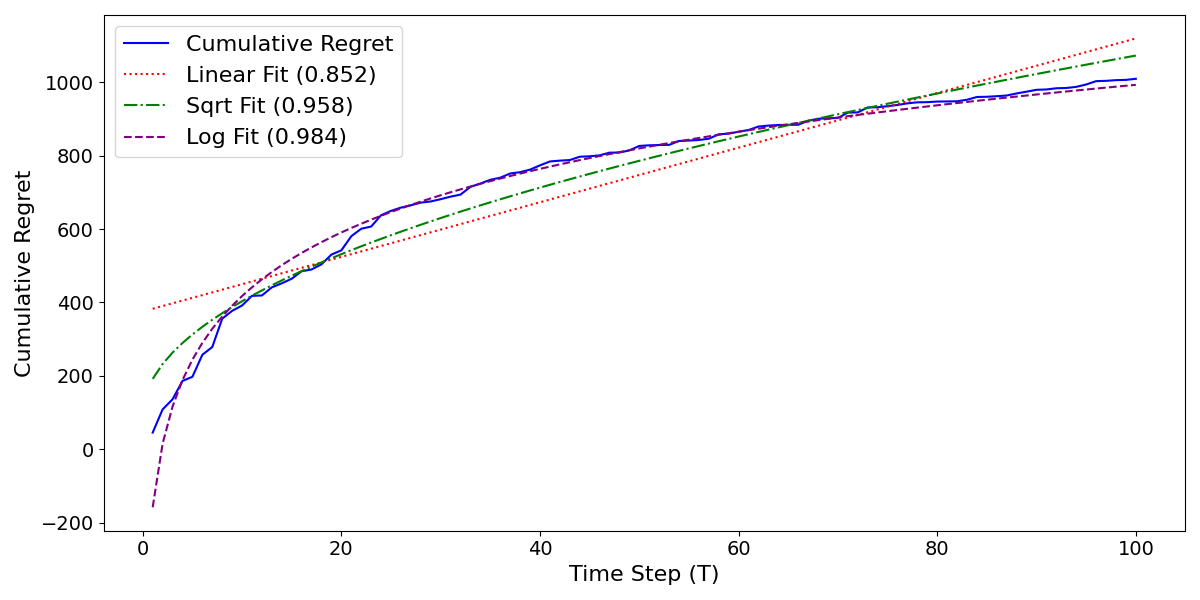 Cumulative Regret
Linear Fit (0.852)
Sqrt Fit (0.958)
Log Fit (0.984)
Cumulative Regret
1000
800
600
400
200
0
−200
0 20 40 60 80 100
Time Step (T)